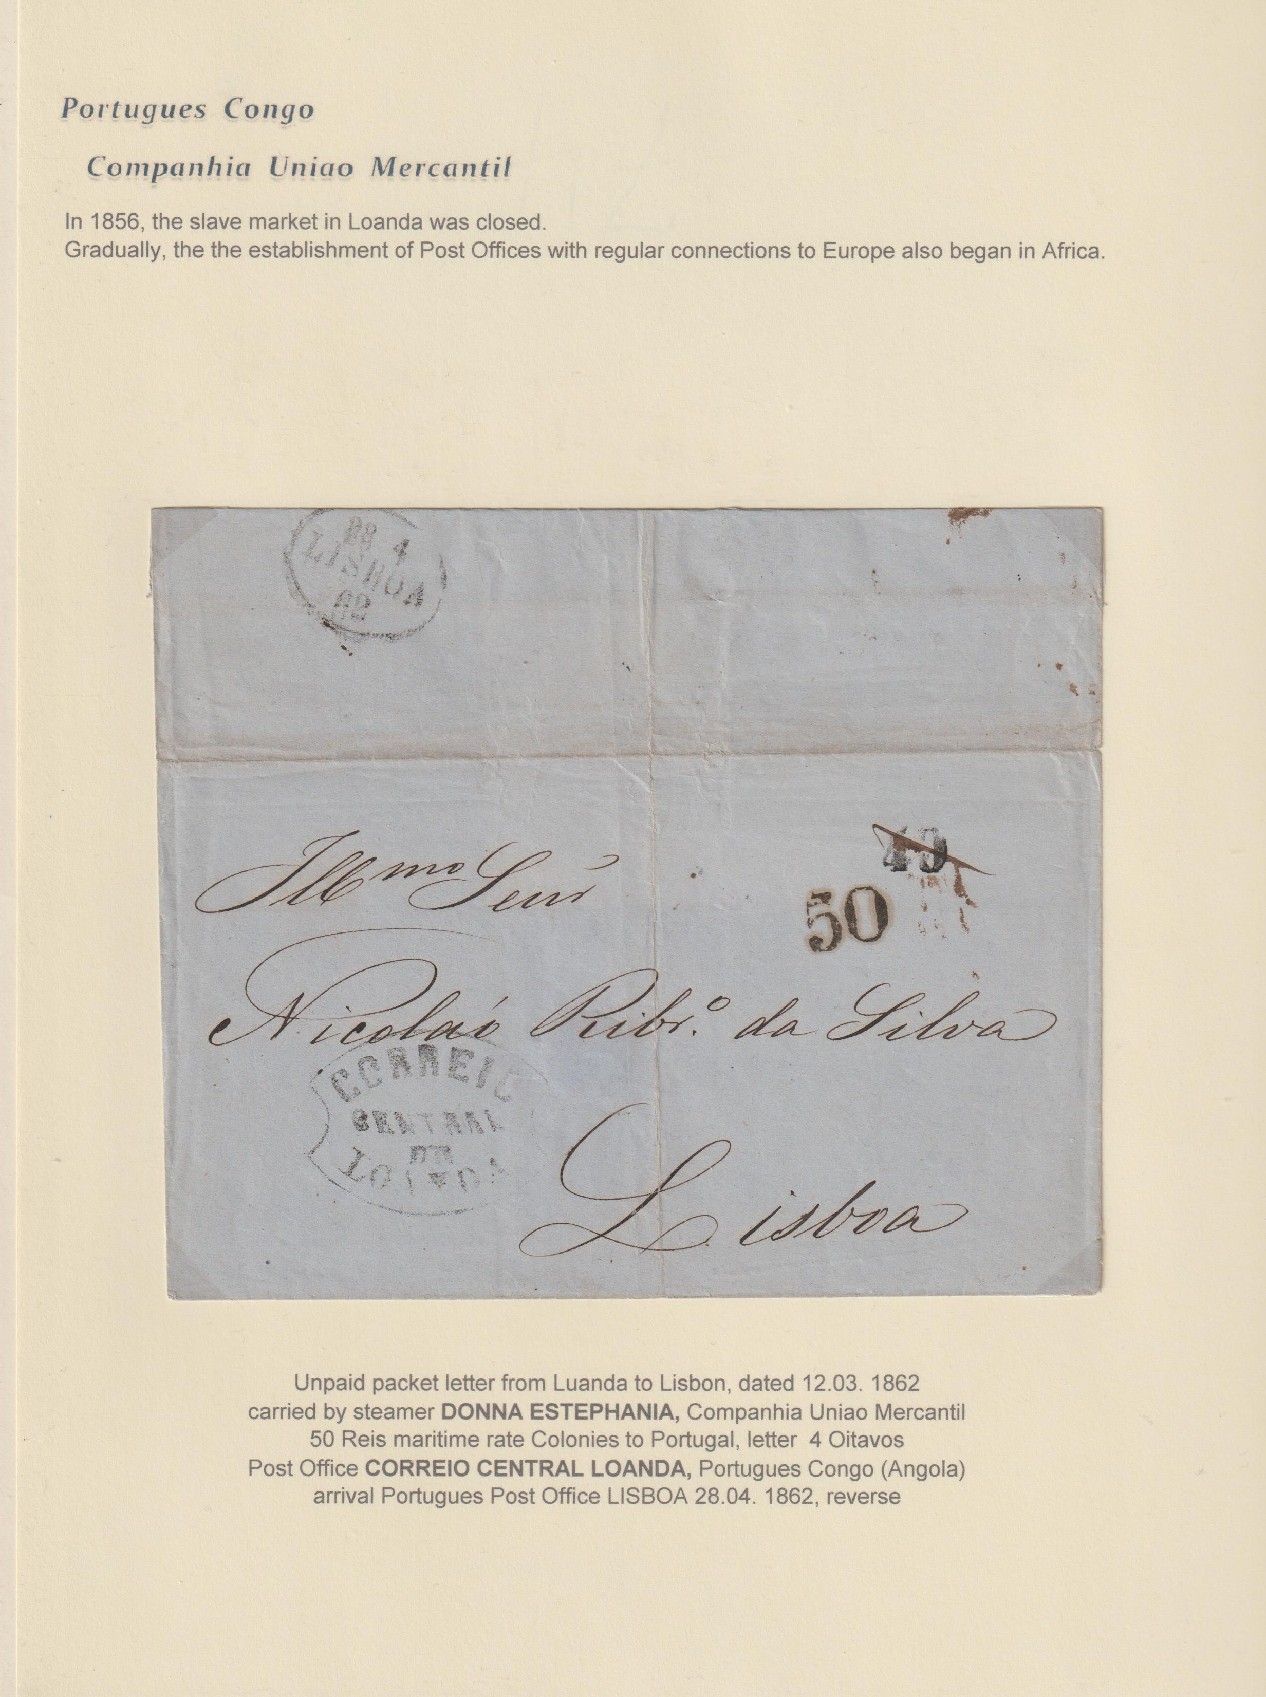 Portugues Congo
Companhia Uniao Mercantil
In 1856, the slave market in Loanda was closed.
Gradually, the the establishment of Post Offices with regular connections to Europe also began in Africa.
28 4
LISBOA
62
49
50
Illmo Senr
Nicoláo Ribr.o da Silva
CORREIO
CENTRAL
DE
LOANDA
Lisboa
Unpaid packet letter from Luanda to Lisbon, dated 12.03. 1862
carried by steamer DONNA ESTEPHANIA, Companhia Uniao Mercantil
50 Reis maritime rate Colonies to Portugal, letter 4 Oitavos
Post Office CORREIO CENTRAL LOANDA, Portugues Congo (Angola)
arrival Portugues Post Office LISBOA 28.04. 1862, reverse